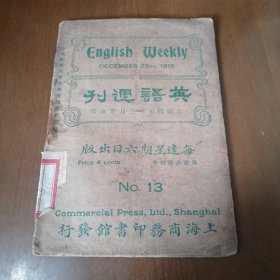 English Weekly
DECEMBER 25TH 1915
刊週語英
版出日六期星逢每
Price 4 cents
No. 13
Commercial Press, Ltd., Shanghai
行發館書印務商海上